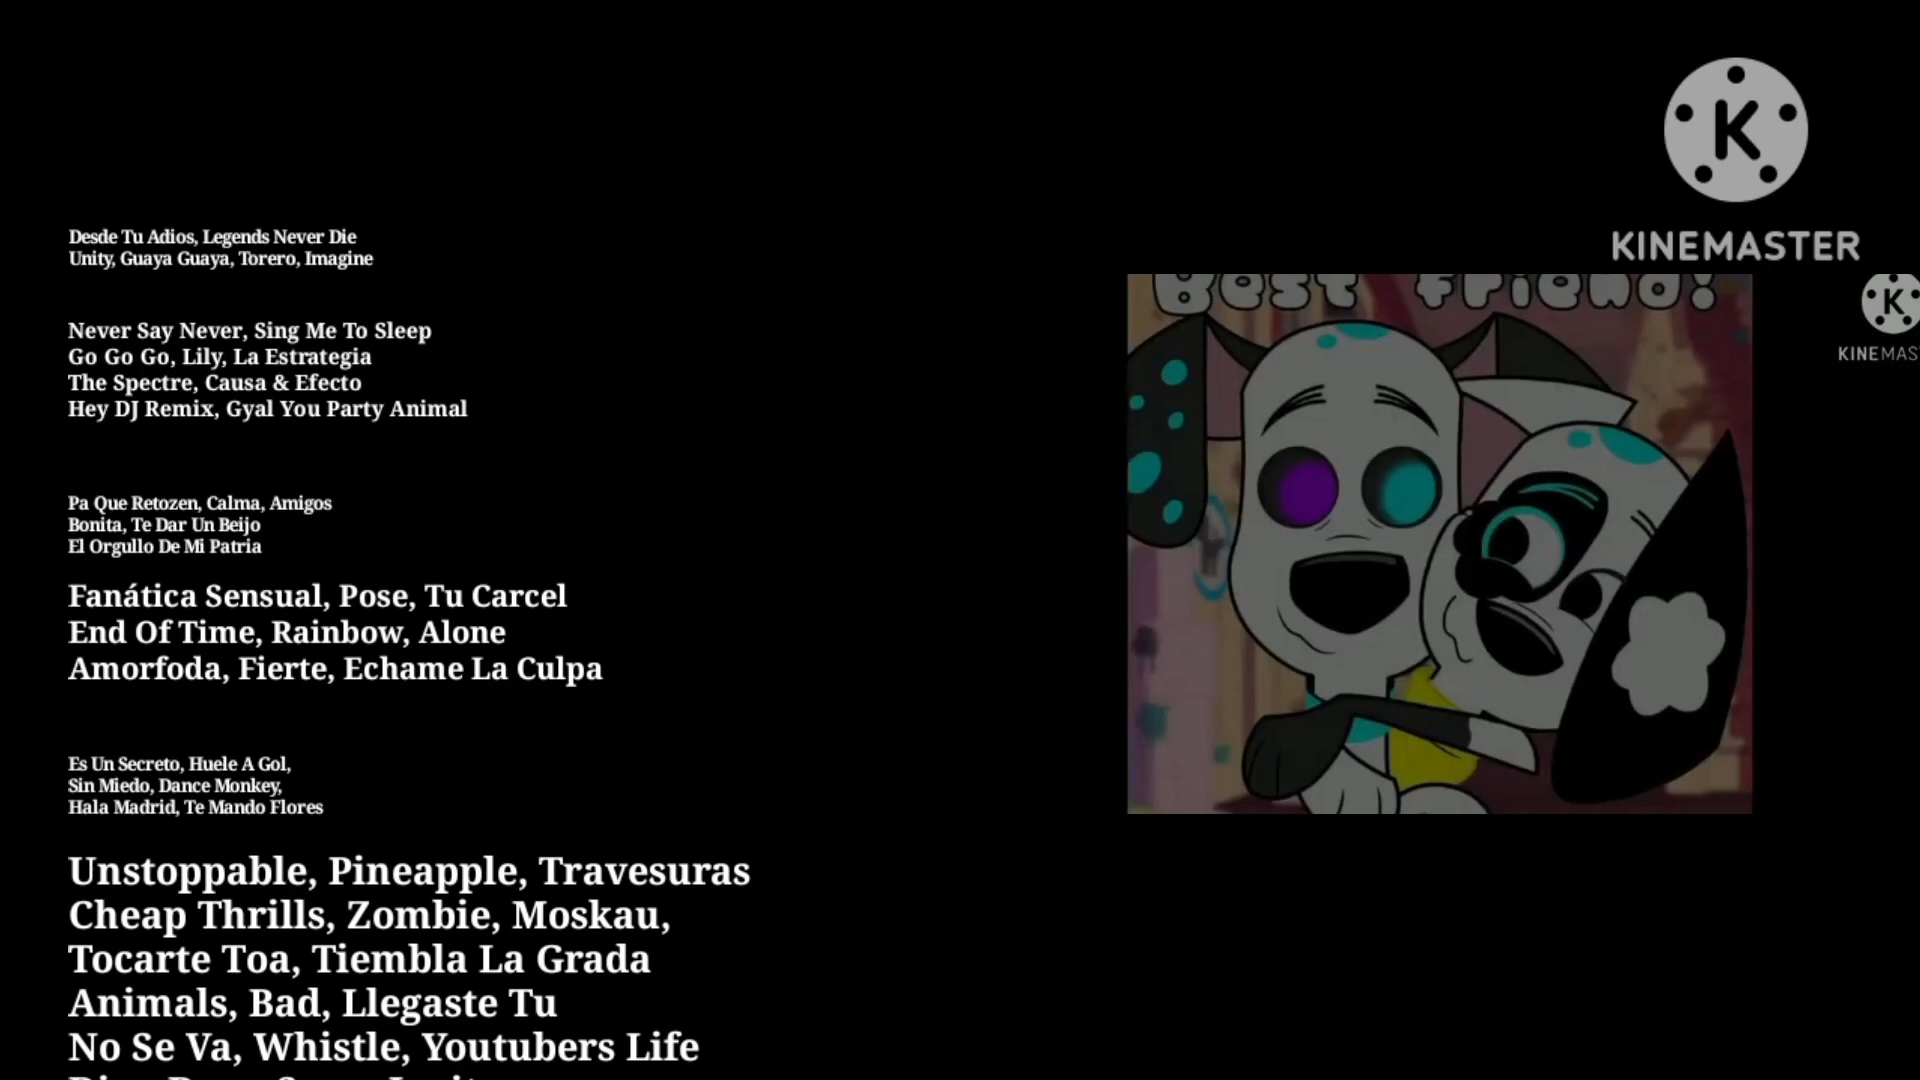 Desde Tu Adios, Legends Never Die
Unity, Guaya Guaya, Torero, Imagine
Never Say Never, Sing Me To Sleep
Go Go Go, Lily, La Estrategia
The Spectre, Causa & Efecto
Hey DJ Remix, Gyal You Party Animal
Pa Que Retozen, Calma, Amigos
Bonita, Te Dar Un Beijo
El Orgullo De Mi Patria
Fanática Sensual, Pose, Tu Carcel
End Of Time, Rainbow, Alone
Amorfoda, Fierte, Echame La Culpa
Es Un Secreto, Huele A Gol,
Sin Miedo, Dance Monkey,
Hala Madrid, Te Mando Flores
Unstoppable, Pineapple, Travesuras
Cheap Thrills, Zombie, Moskau,
Tocarte Toa, Tiembla La Grada
Animals, Bad, Llegaste Tu
No Se Va, Whistle, Youtubers Life
K
KINEMASTER
Best friend!
K
KINEMAS